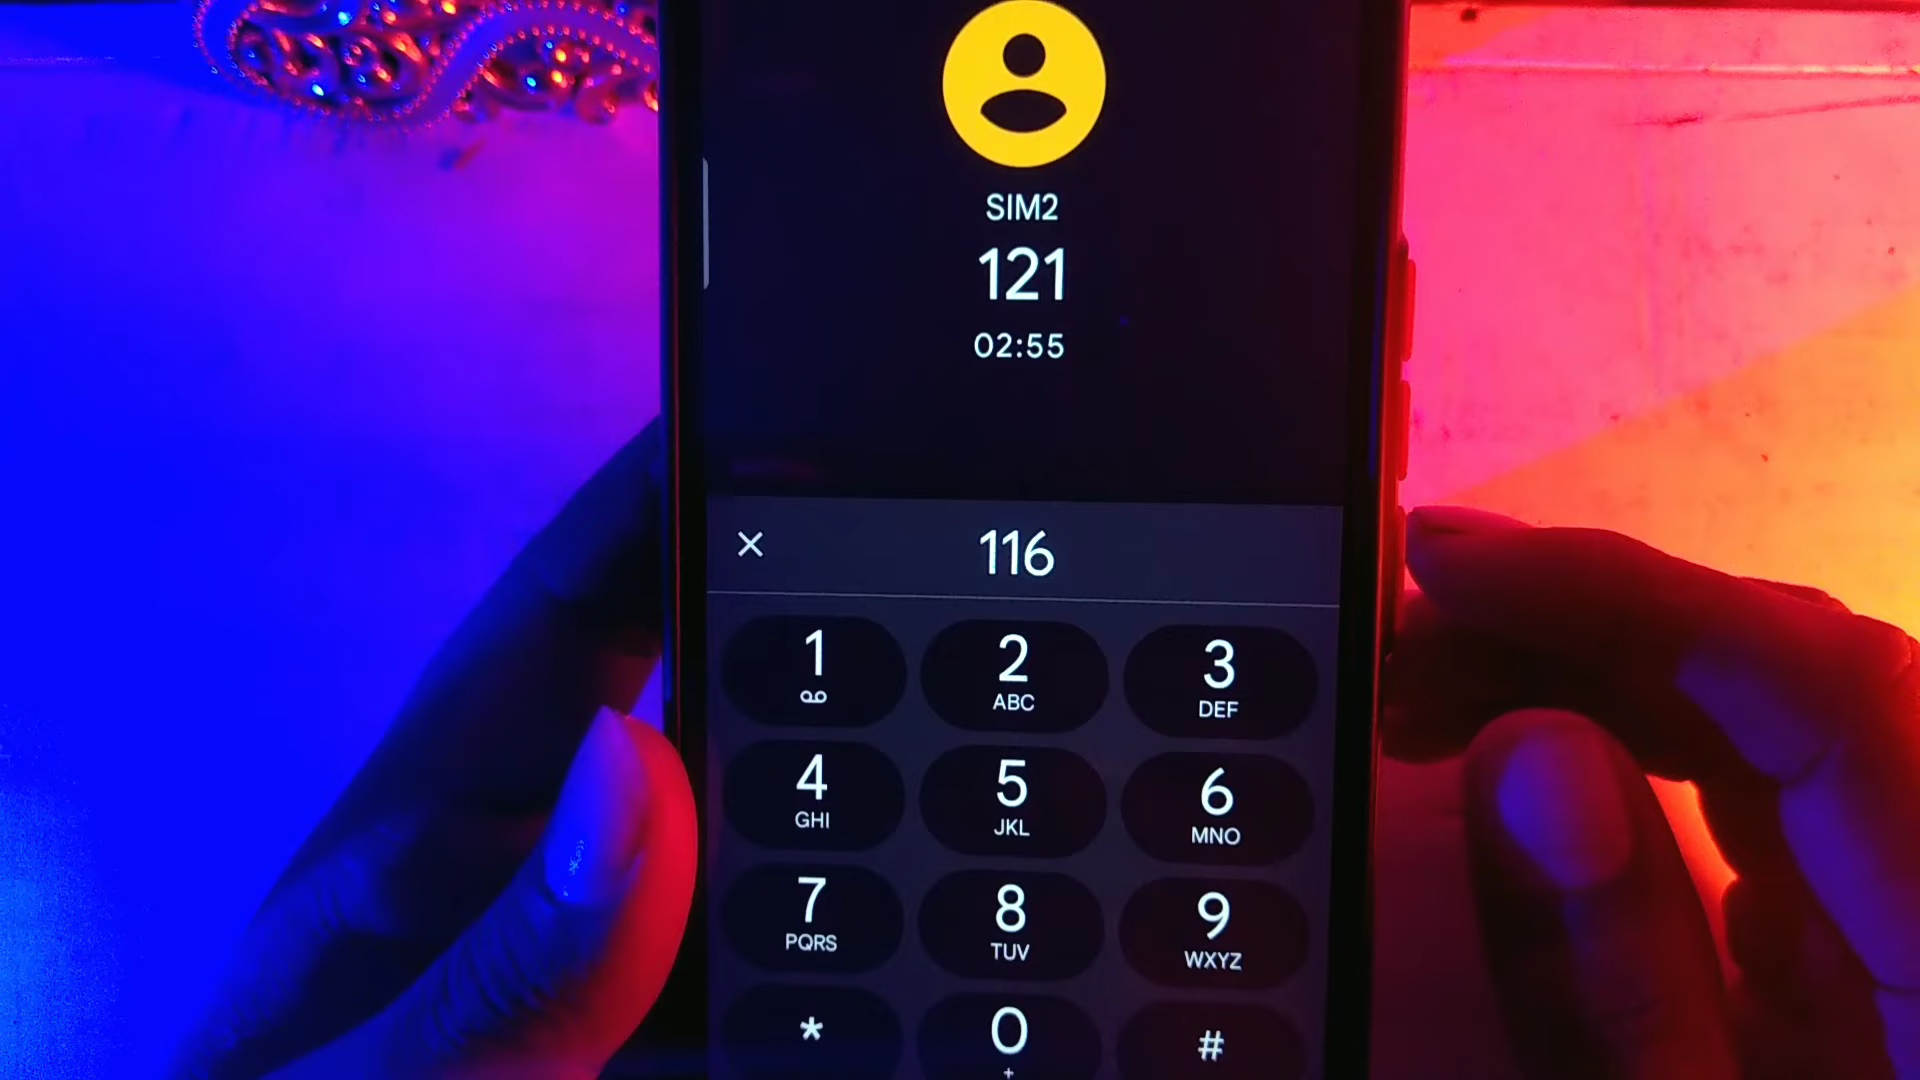 SIM2
121
02:55
× 116
1 2 3
ABC DEF
4 5 6
GHI JKL MNO
7 8 9
PQRS TUV WXYZ
* 0 #
+